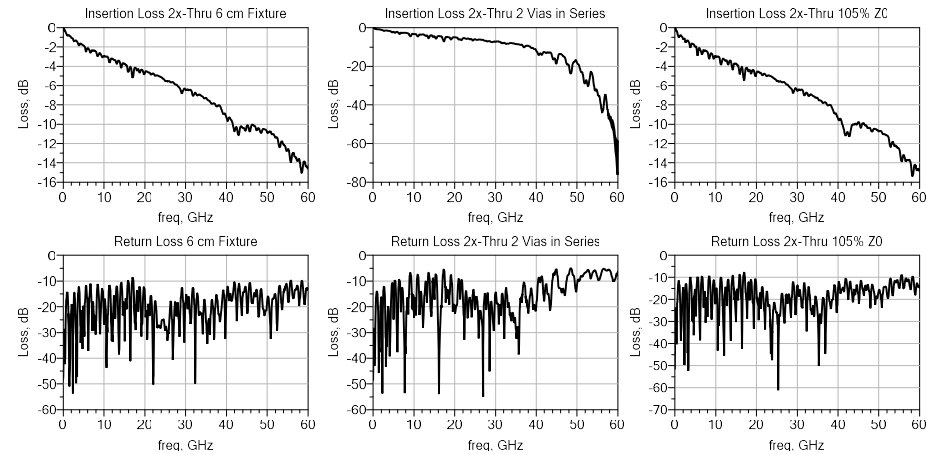 Insertion Loss 2x-Thru 6 cm Fixture
Insertion Loss 2x-Thru 2 Vias in Series
Insertion Loss 2x-Thru 105% Z0
Loss, dB
0
-2
-4
-6
-8
-10
-12
-14
-16
0 10 20 30 40 50 60
freq, GHz
Loss, dB
0
-20
-40
-60
-80
0 10 20 30 40 50 60
freq, GHz
Loss, dB
0
-2
-4
-6
-8
-10
-12
-14
-16
0 10 20 30 40 50 60
freq, GHz
Return Loss 6 cm Fixture
Return Loss 2x-Thru 2 Vias in Series
Return Loss 2x-Thru 105% Z0
Loss, dB
0
-10
-20
-30
-40
-50
-60
0 10 20 30 40 50 60
freq, GHz
Loss, dB
0
-10
-20
-30
-40
-50
-60
0 10 20 30 40 50 60
freq, GHz
Loss, dB
0
-10
-20
-30
-40
-50
-60
-70
0 10 20 30 40 50 60
freq, GHz